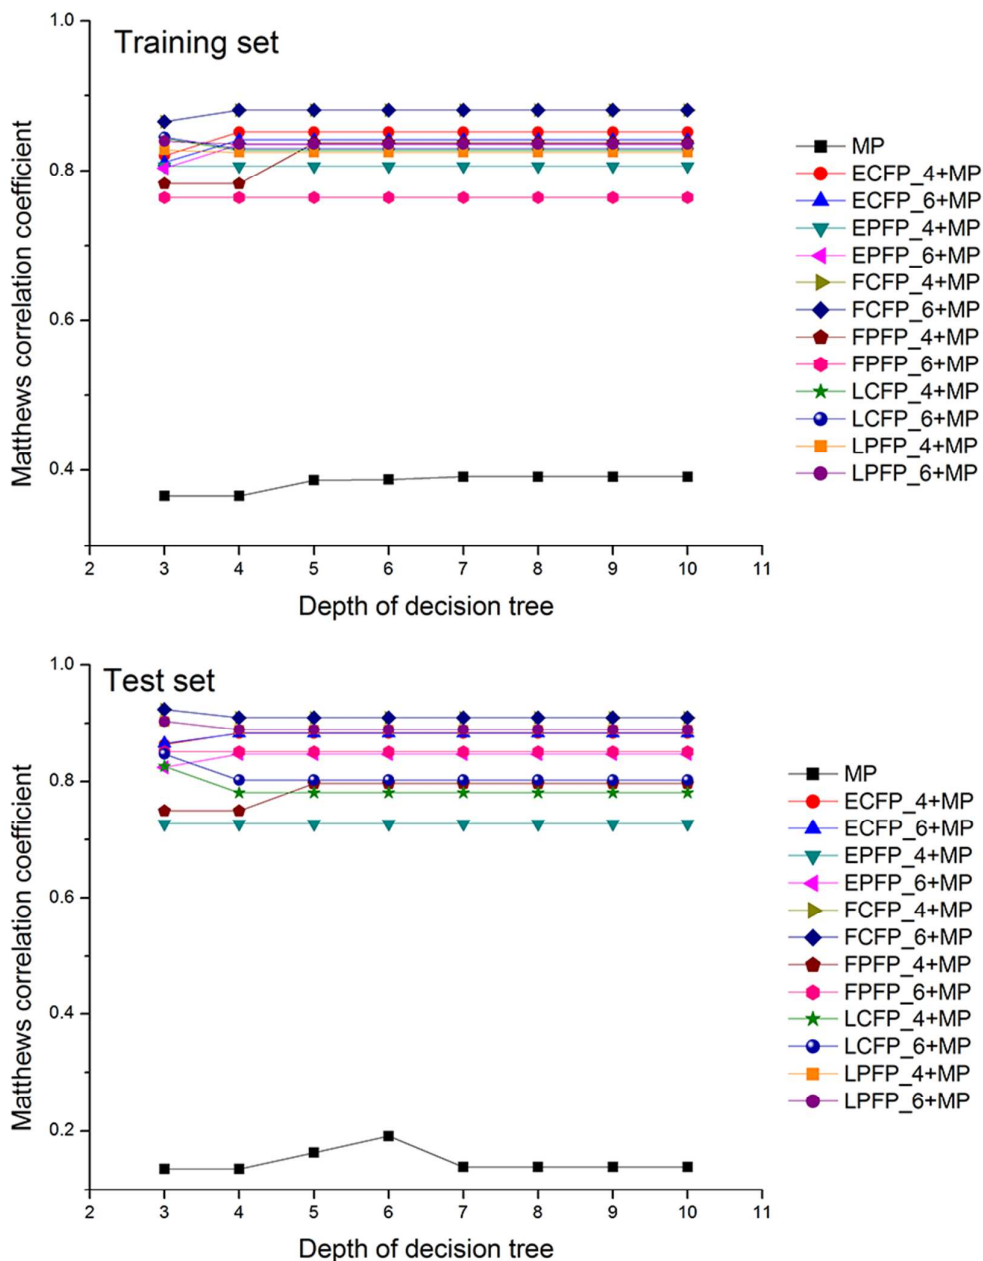 Training set
Matthews correlation coefficient
1.0
0.8
0.6
0.4
2 3 4 5 6 7 8 9 10 11
Depth of decision tree
MP
ECFP_4+MP
ECFP_6+MP
EPFP_4+MP
EPFP_6+MP
FCFP_4+MP
FCFP_6+MP
FPFP_4+MP
FPFP_6+MP
LCFP_4+MP
LCFP_6+MP
LPFP_4+MP
LPFP_6+MP
Test set
Matthews correlation coefficient
1.0
0.8
0.6
0.4
0.2
2 3 4 5 6 7 8 9 10 11
Depth of decision tree
MP
ECFP_4+MP
ECFP_6+MP
EPFP_4+MP
EPFP_6+MP
FCFP_4+MP
FCFP_6+MP
FPFP_4+MP
FPFP_6+MP
LCFP_4+MP
LCFP_6+MP
LPFP_4+MP
LPFP_6+MP